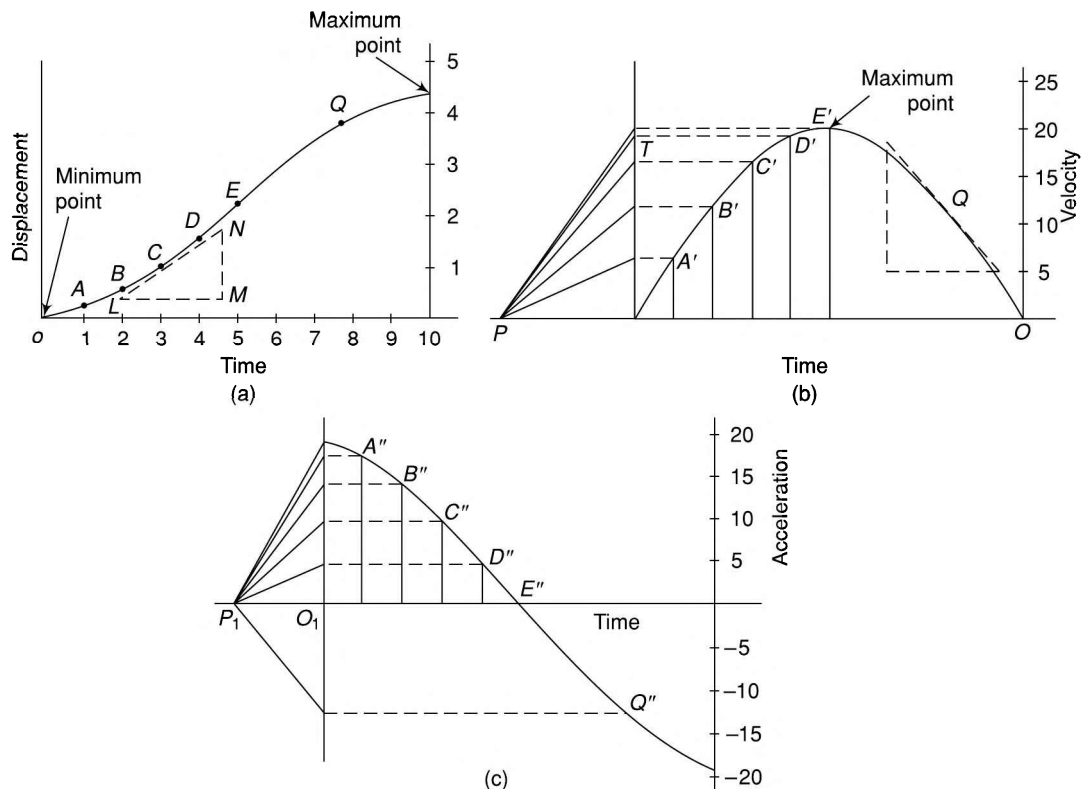 Maximum
point
5
4
3
2
1
Displacement
Minimum
point
A
B
C
D
E
Q
N
L
M
o
1 2 3 4 5 6 7 8 9 10
Time
(a)
Maximum
point
25
20
15
10
5
Velocity
T
A′
B′
C′
D′
E′
Q
P
O
Time
(b)
20
15
10
5
−5
−10
−15
−20
Acceleration
A″
B″
C″
D″
E″
Q″
P1
O1
Time
(c)